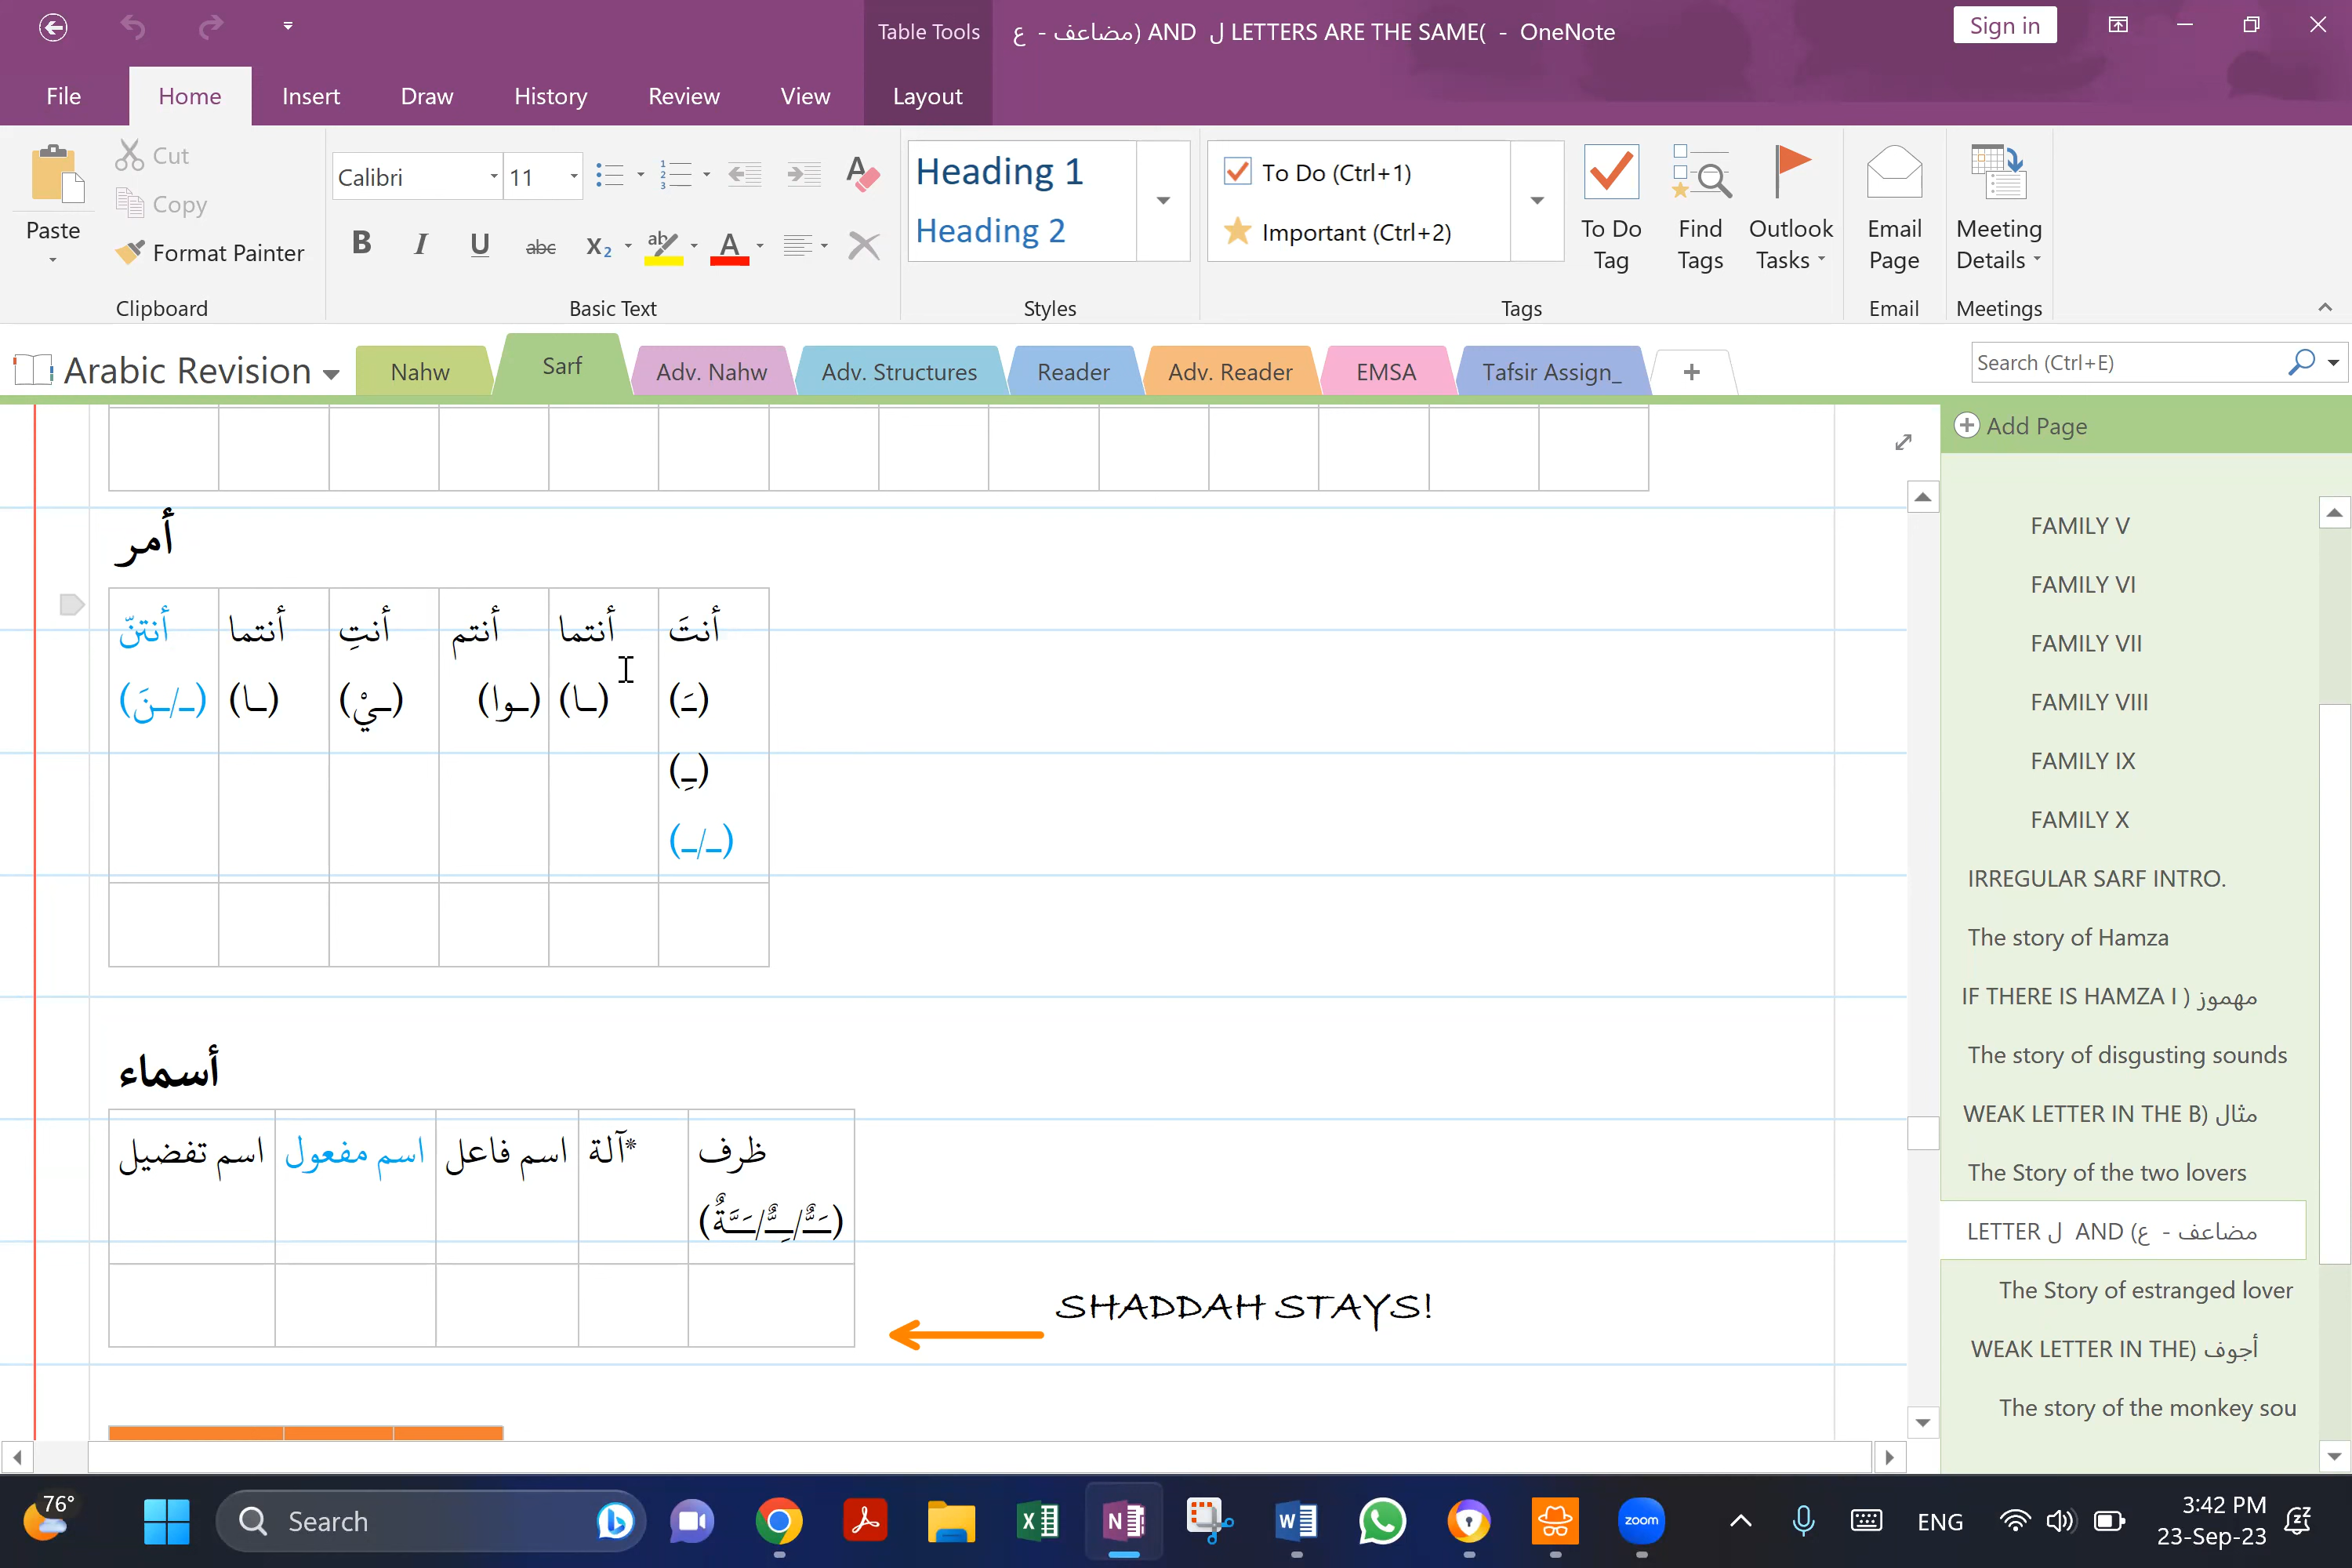 Table Tools
ع - مضاعف) AND ل LETTERS ARE THE SAME( - OneNote
Sign in
File
Home
Insert
Draw
History
Review
View
Layout
Paste
Cut
Copy
Format Painter
Clipboard
Calibri
11
Basic Text
Heading 1
Heading 2
Styles
To Do (Ctrl+1)
Important (Ctrl+2)
To Do Tag
Find Tags
Outlook Tasks
Tags
Email Page
Email
Meeting Details
Meetings
Arabic Revision
Nahw
Sarf
Adv. Nahw
Adv. Structures
Reader
Adv. Reader
EMSA
Tafsir Assign_
Search (Ctrl+E)
أمر
أنتَ
(ـَ)
(ـِ)
(ـ/ـ)
أنتما
(ـا)
أنتم
(ـوا)
أنتِ
(ـيْ)
أنتما
(ـا)
أنتنّ
(ـ/ـنَ)
أسماء
ظرف
(ـَـٌّ/ـِـٌّ/ـَـَّةٌ)
*آلة
اسم فاعل
اسم مفعول
اسم تفضيل
SHADDAH STAYS!
Add Page
FAMILY V
FAMILY VI
FAMILY VII
FAMILY VIII
FAMILY IX
FAMILY X
IRREGULAR SARF INTRO.
The story of Hamza
IF THERE IS HAMZA I ) مهموز
The story of disgusting sounds
WEAK LETTER IN THE B) مثال
The Story of the two lovers
LETTER ل AND (ع - مضاعف
The Story of estranged lover
WEAK LETTER IN THE) أجوف
The story of the monkey sou
76°
Search
zoom
ENG
3:42 PM
23-Sep-23